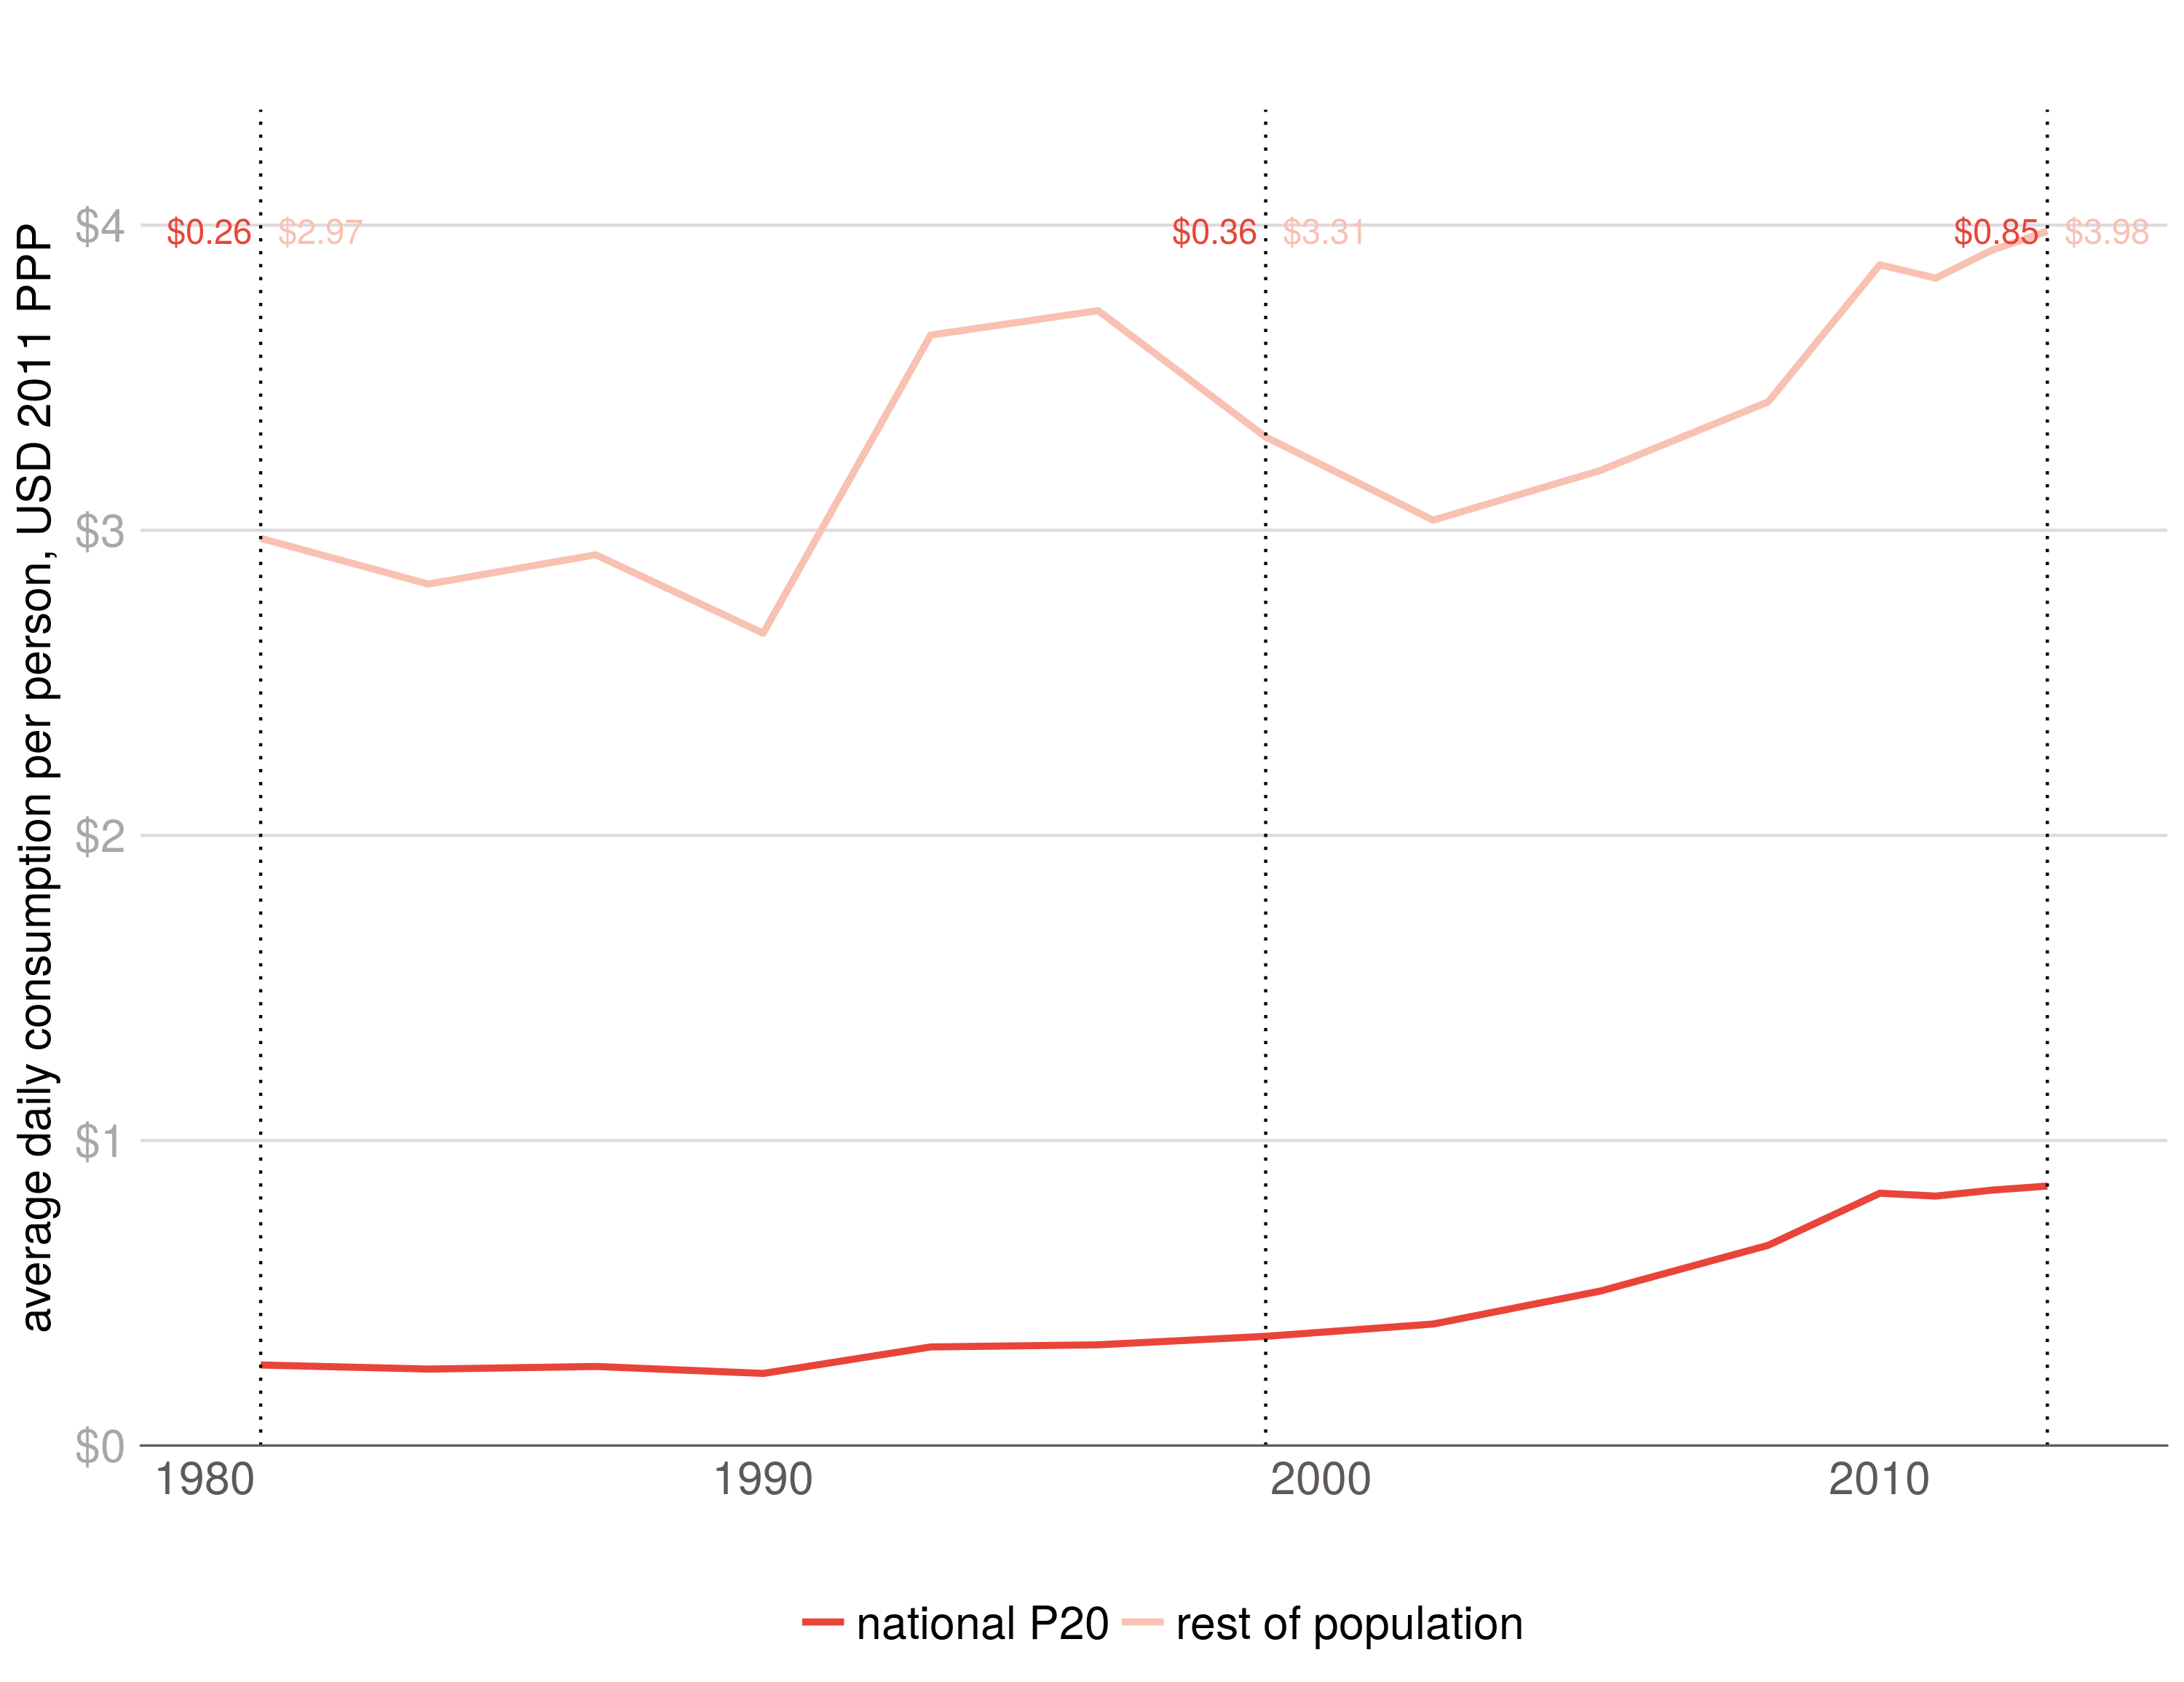 average daily consumption per person, USD 2011 PPP
$4
$3
$2
$1
$0
$0.26 $2.97
$0.36 $3.31
$0.85 $3.98
1980 1990 2000 2010
national P20 rest of population